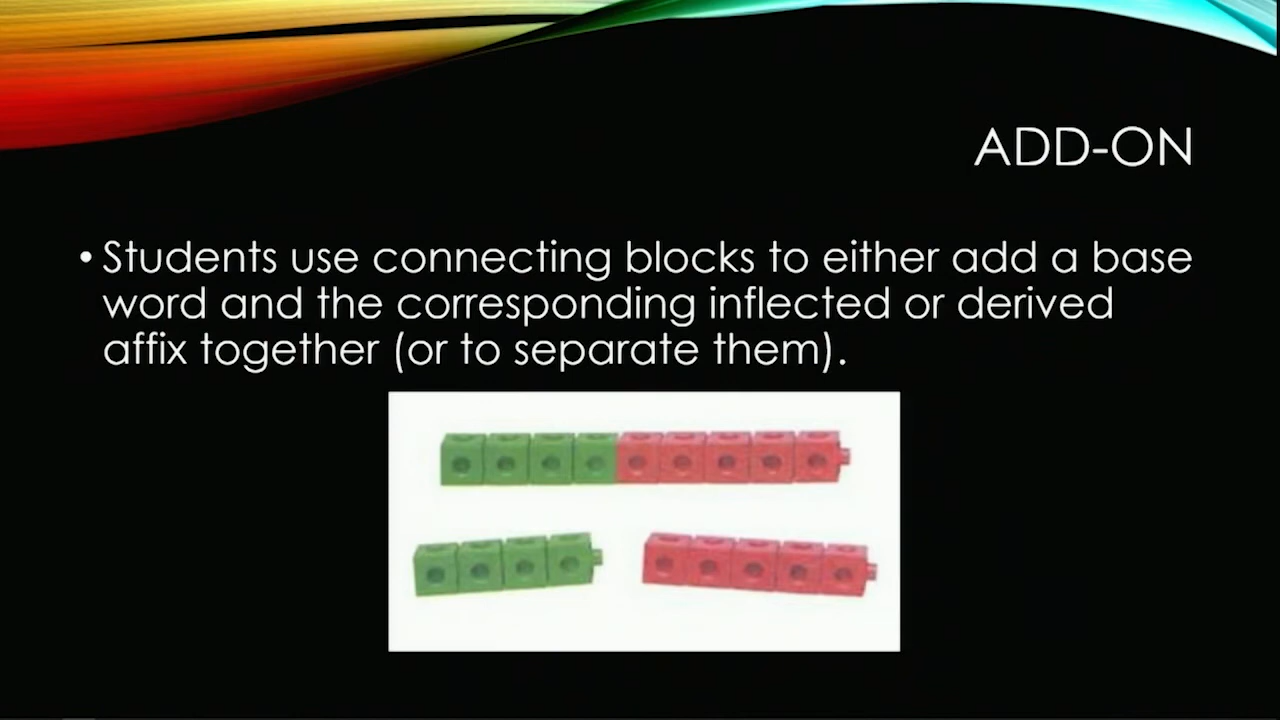 ADD-ON
• Students use connecting blocks to either add a base
word and the corresponding inflected or derived
affix together (or to separate them).